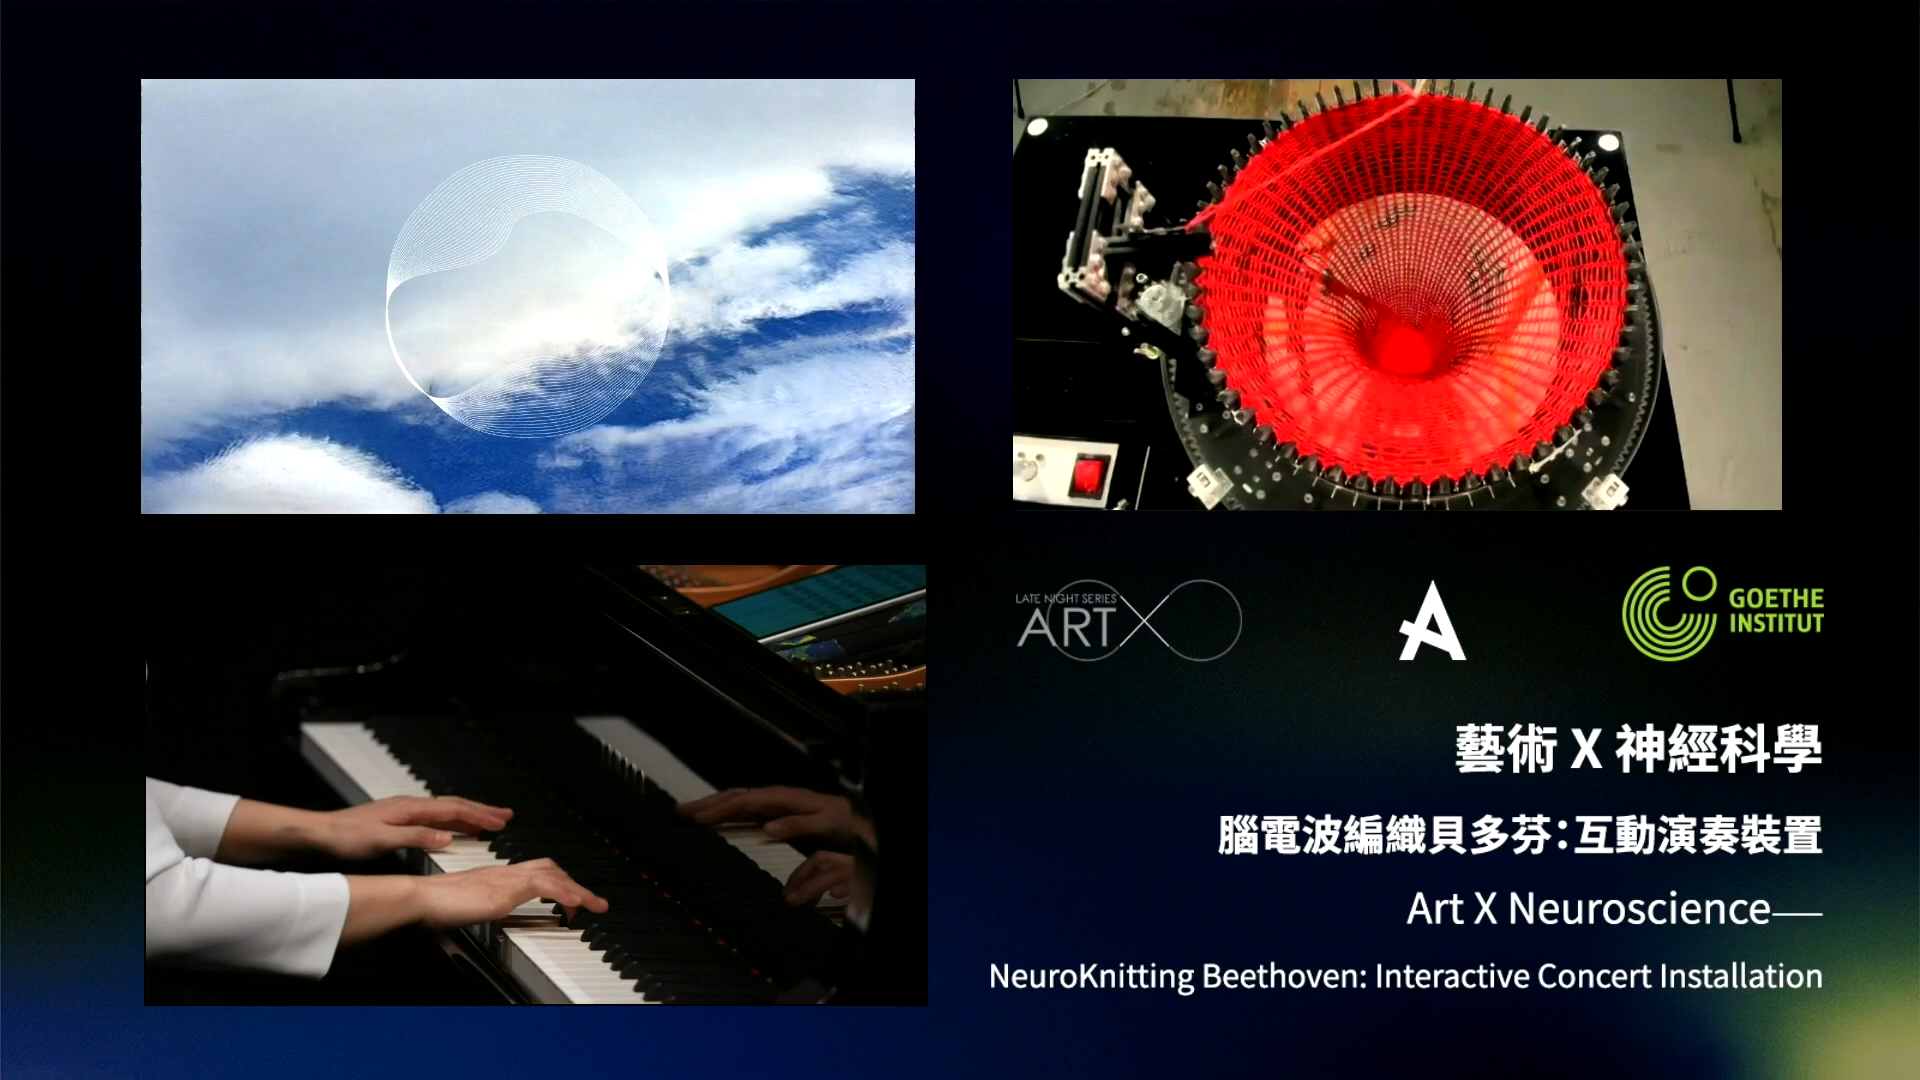 LATE NIGHT SERIES
ART X
A
GOETHE
INSTITUT
藝術 X 神經科學
腦電波編織貝多芬：互動演奏裝置
Art X Neuroscience——
NeuroKnitting Beethoven: Interactive Concert Installation